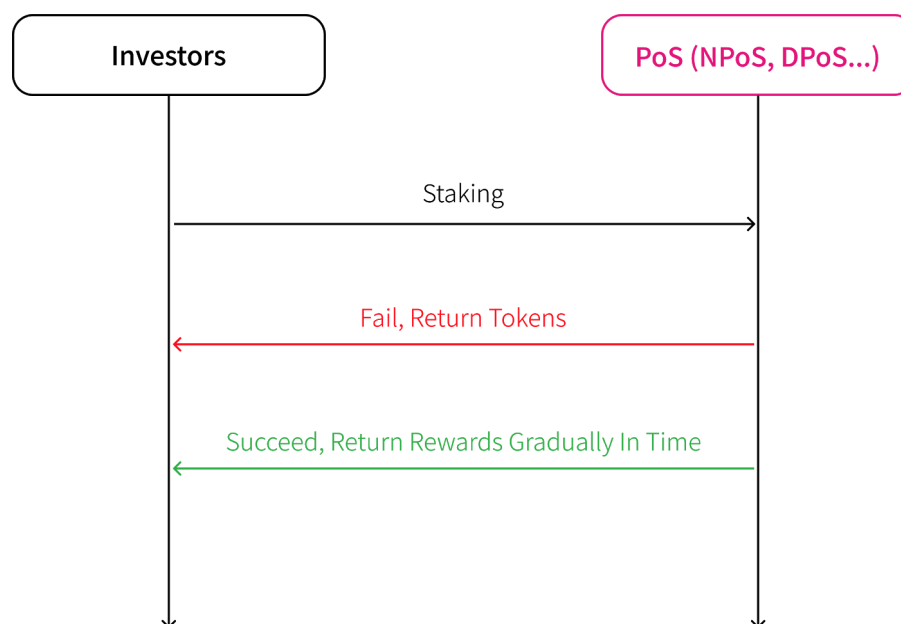 Investors
PoS (NPoS, DPoS...)
Staking
Fail, Return Tokens
Succeed, Return Rewards Gradually In Time